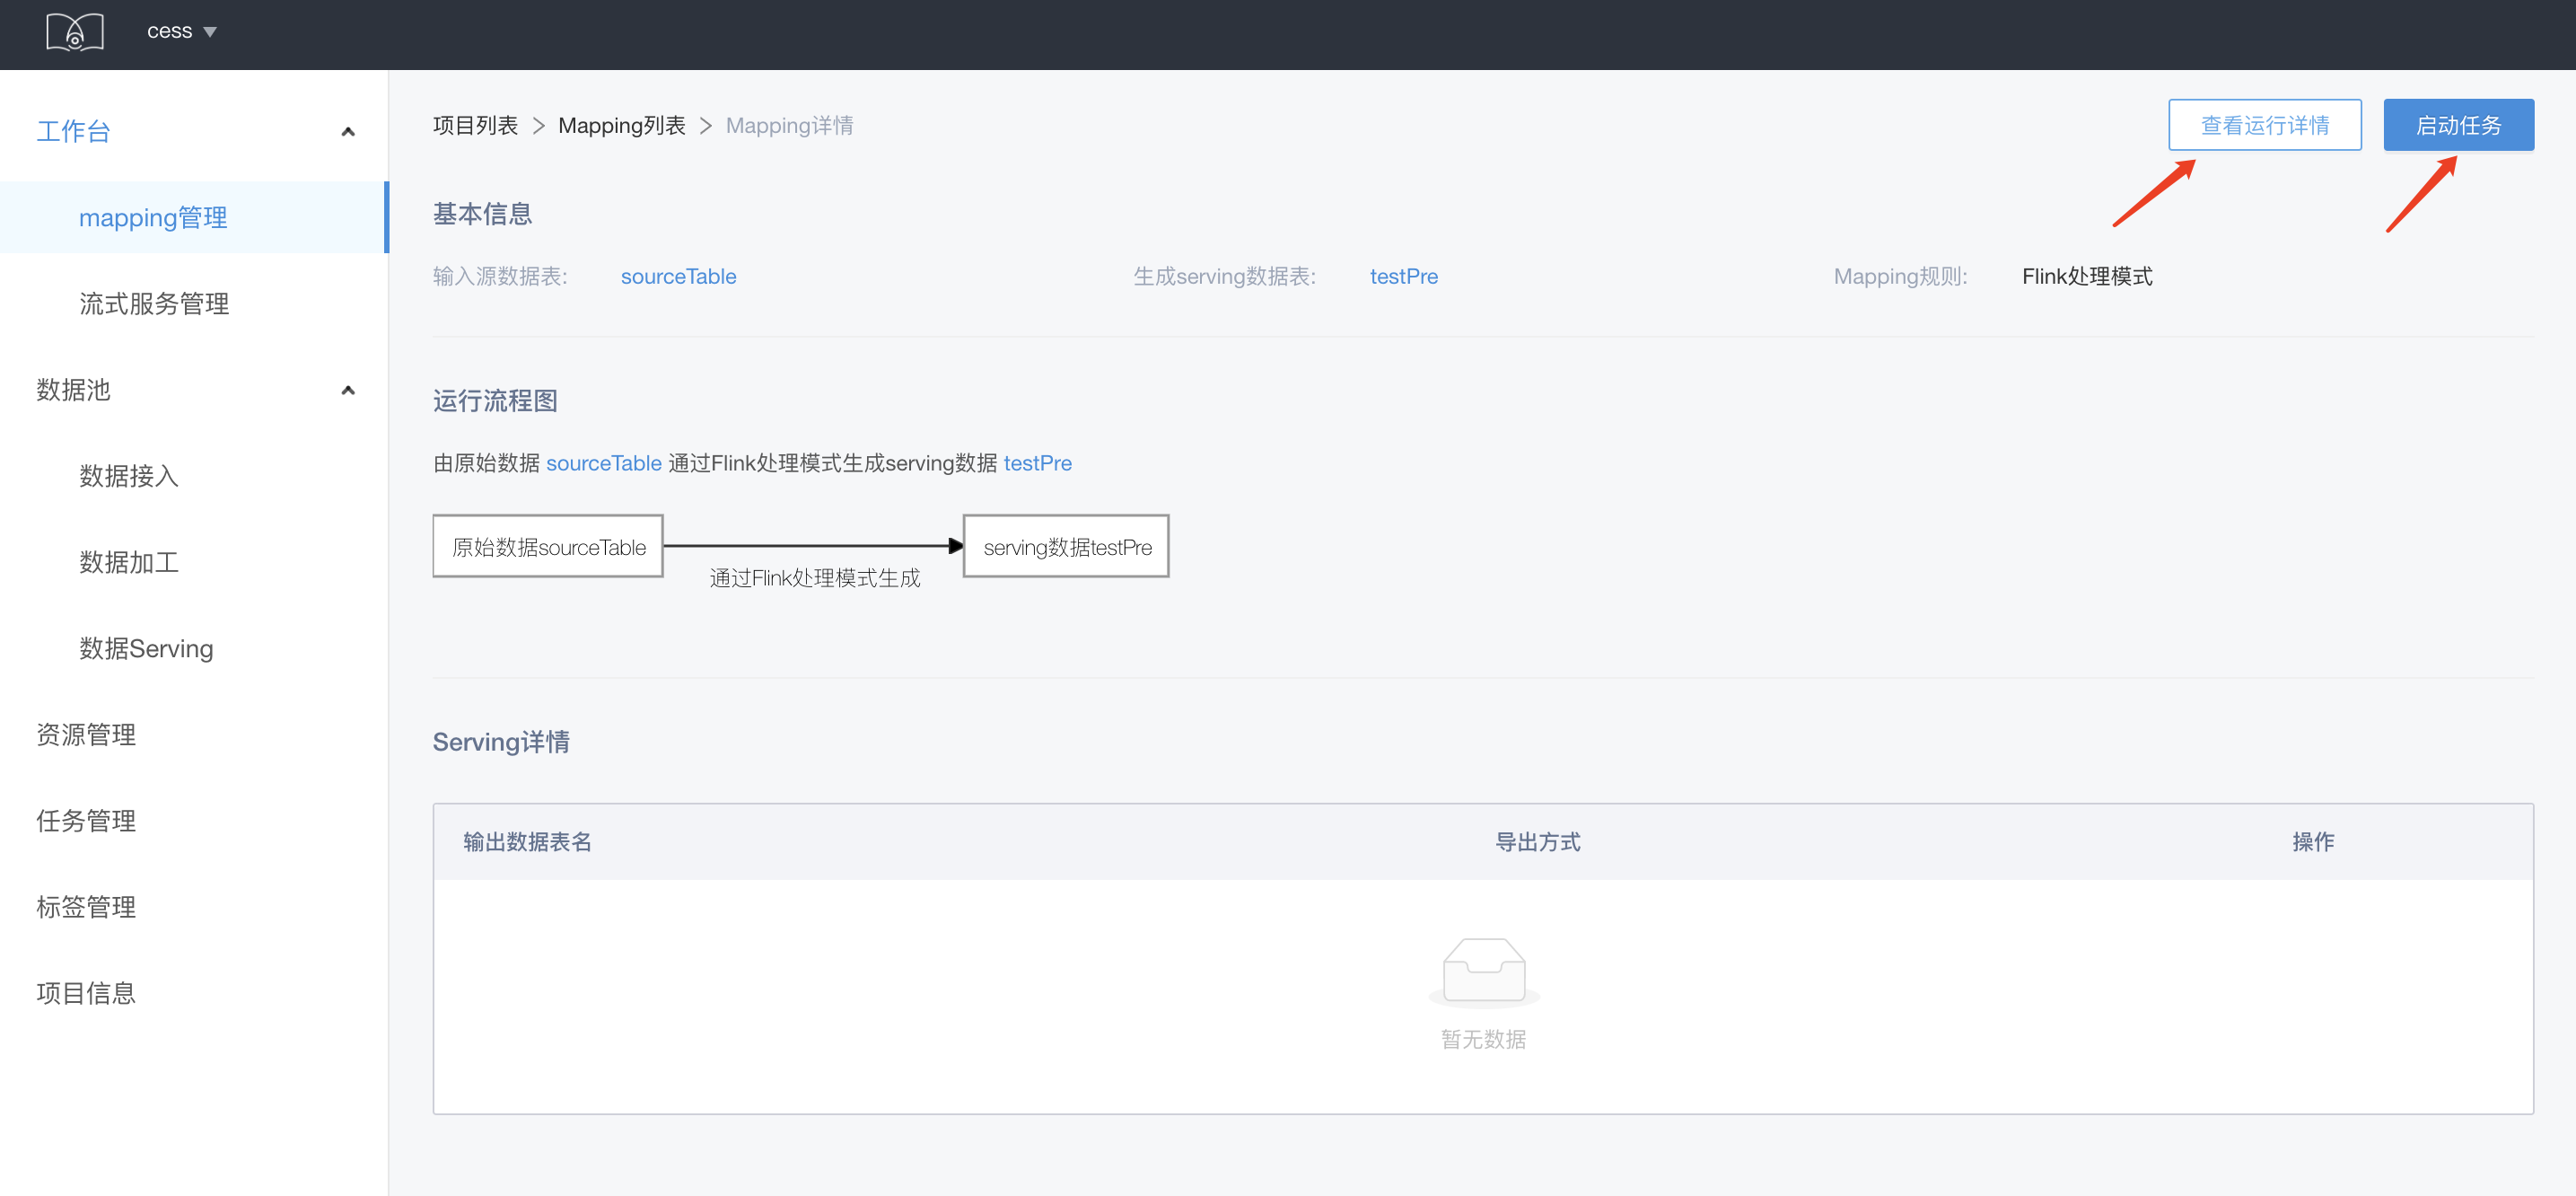 cess
工作台
mapping管理
流式服务管理
数据池
数据接入
数据加工
数据Serving
资源管理
任务管理
标签管理
项目信息
项目列表 > Mapping列表 > Mapping详情
查看运行详情
启动任务
基本信息
输入源数据表: sourceTable
生成serving数据表: testPre
Mapping规则: Flink处理模式
运行流程图
由原始数据 sourceTable 通过Flink处理模式生成serving数据 testPre
原始数据sourceTable
通过Flink处理模式生成
serving数据testPre
Serving详情
输出数据表名 导出方式 操作
暂无数据